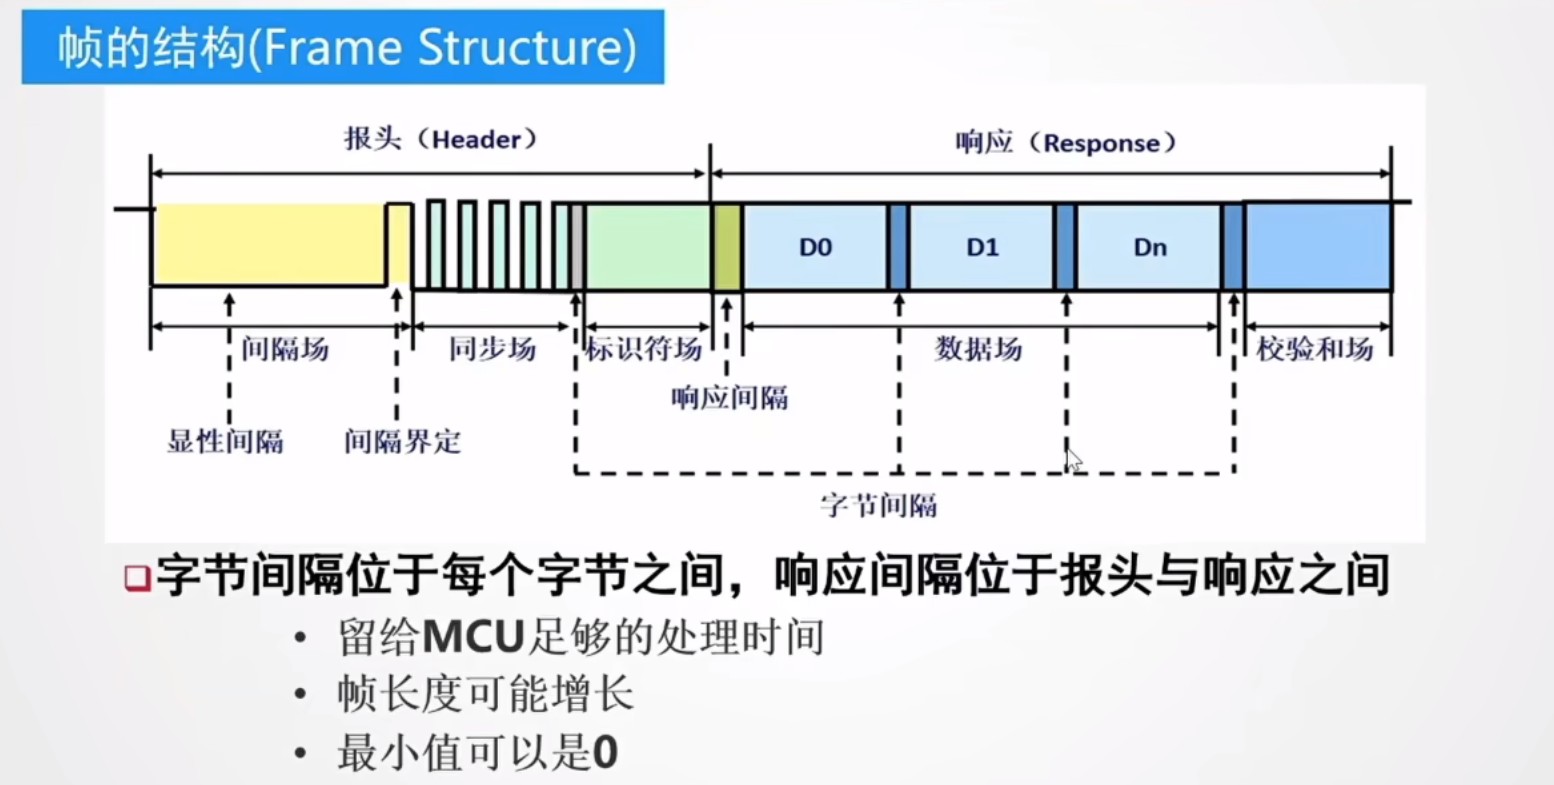 帧的结构(Frame Structure)
报头（Header）
响应（Response）
D0
D1
Dn
间隔场
同步场
标识符场
数据场
校验和场
响应间隔
显性间隔
间隔界定
字节间隔
字节间隔位于每个字节之间，响应间隔位于报头与响应之间
• 留给MCU足够的处理时间
• 帧长度可能增长
• 最小值可以是0